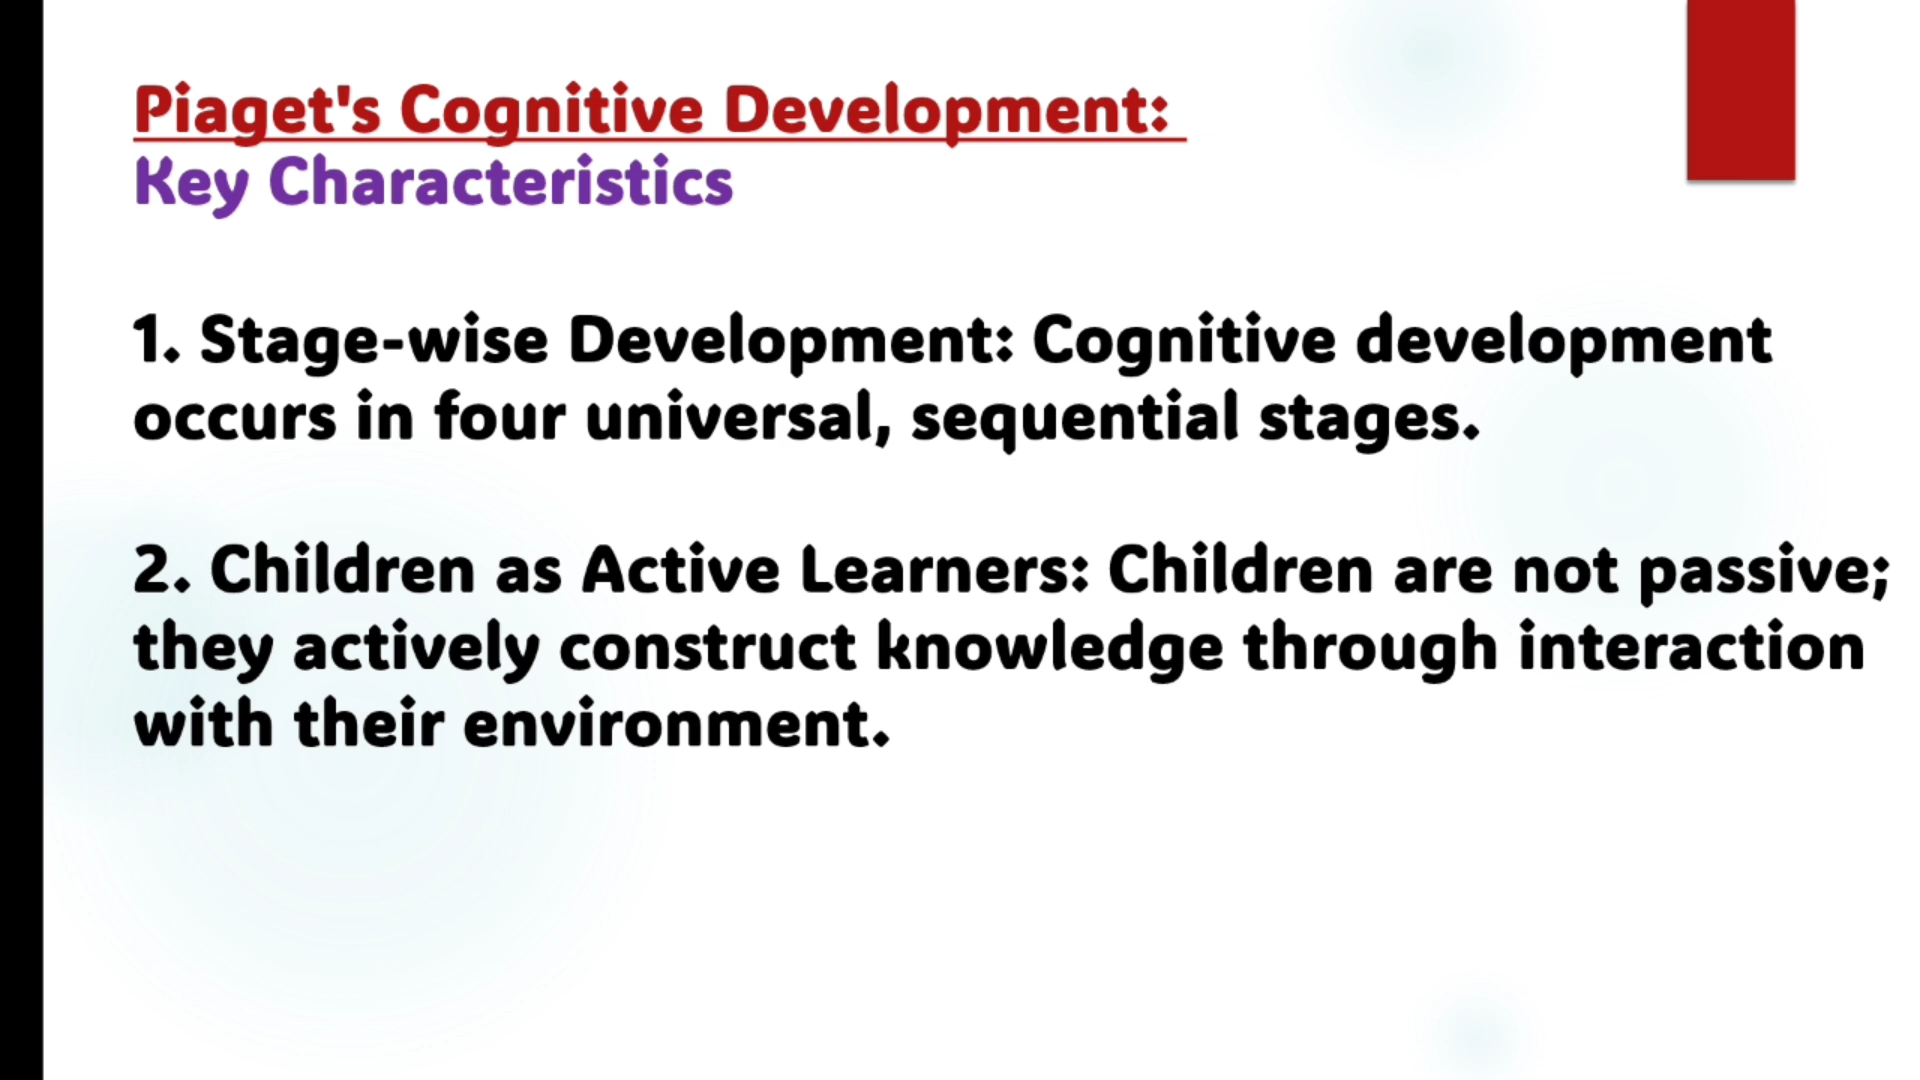 Piaget's Cognitive Development:
Key Characteristics
1. Stage-wise Development: Cognitive development
occurs in four universal, sequential stages.
2. Children as Active Learners: Children are not passive;
they actively construct knowledge through interaction
with their environment.